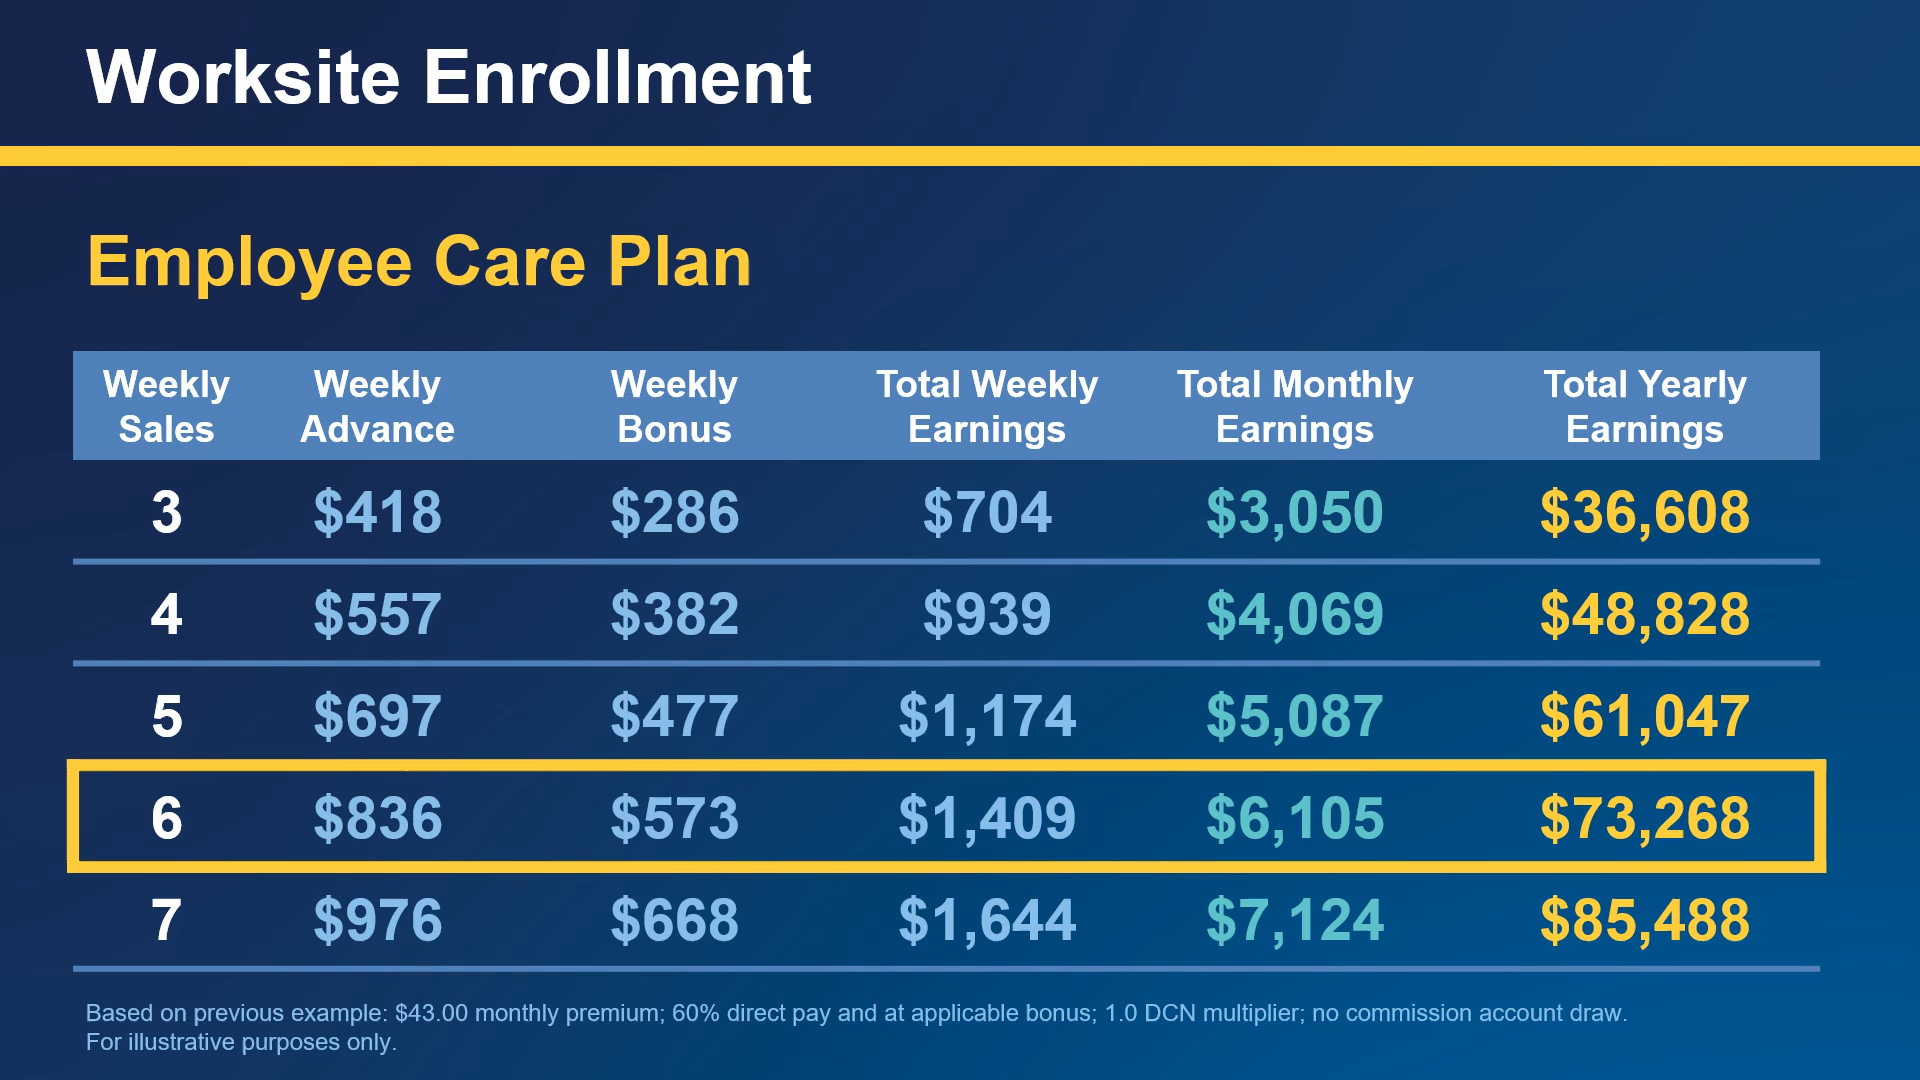 Worksite Enrollment
Employee Care Plan
Weekly Sales Weekly Advance Weekly Bonus Total Weekly Earnings Total Monthly Earnings Total Yearly Earnings
3 $418 $286 $704 $3,050 $36,608
4 $557 $382 $939 $4,069 $48,828
5 $697 $477 $1,174 $5,087 $61,047
6 $836 $573 $1,409 $6,105 $73,268
7 $976 $668 $1,644 $7,124 $85,488
Based on previous example: $43.00 monthly premium; 60% direct pay and at applicable bonus; 1.0 DCN multiplier; no commission account draw.
For illustrative purposes only.